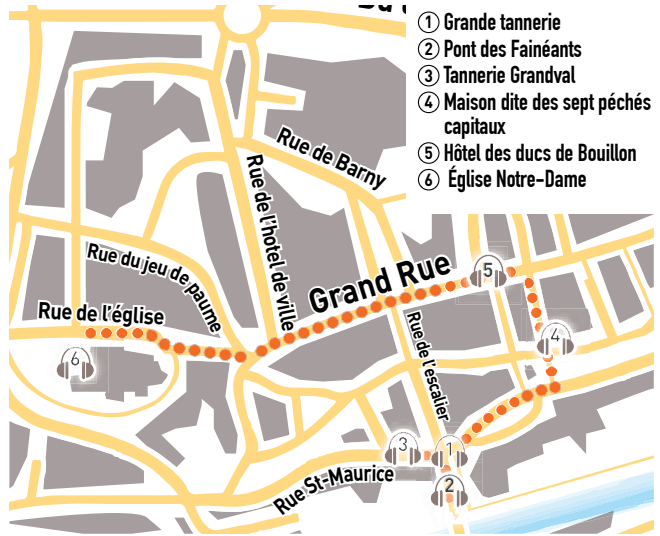 1 Grande tannerie
2 Pont des Fainéants
3 Tannerie Grandval
4 Maison dite des sept péchés
capitaux
5 Hôtel des ducs de Bouillon
6 Église Notre-Dame
Rue de Barny
Rue de l'hotel de ville
Rue du jeu de paume
Grand Rue
5
Rue de l'église
4
6
Rue de l'escalier
3
1
2
Rue St-Maurice